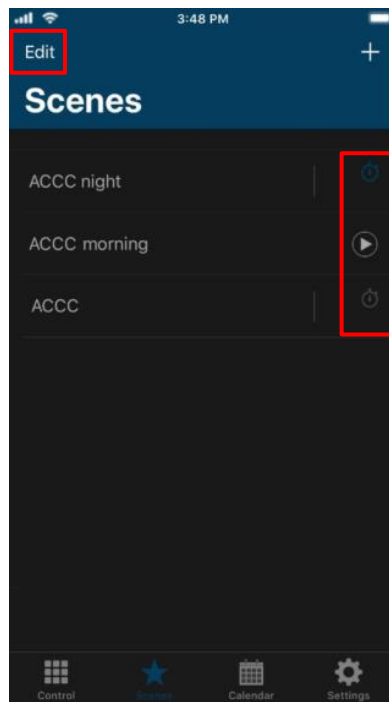 3:48 PM
Edit +
Scenes
ACCC night
ACCC morning
ACCC
Control Scenes Calendar Settings